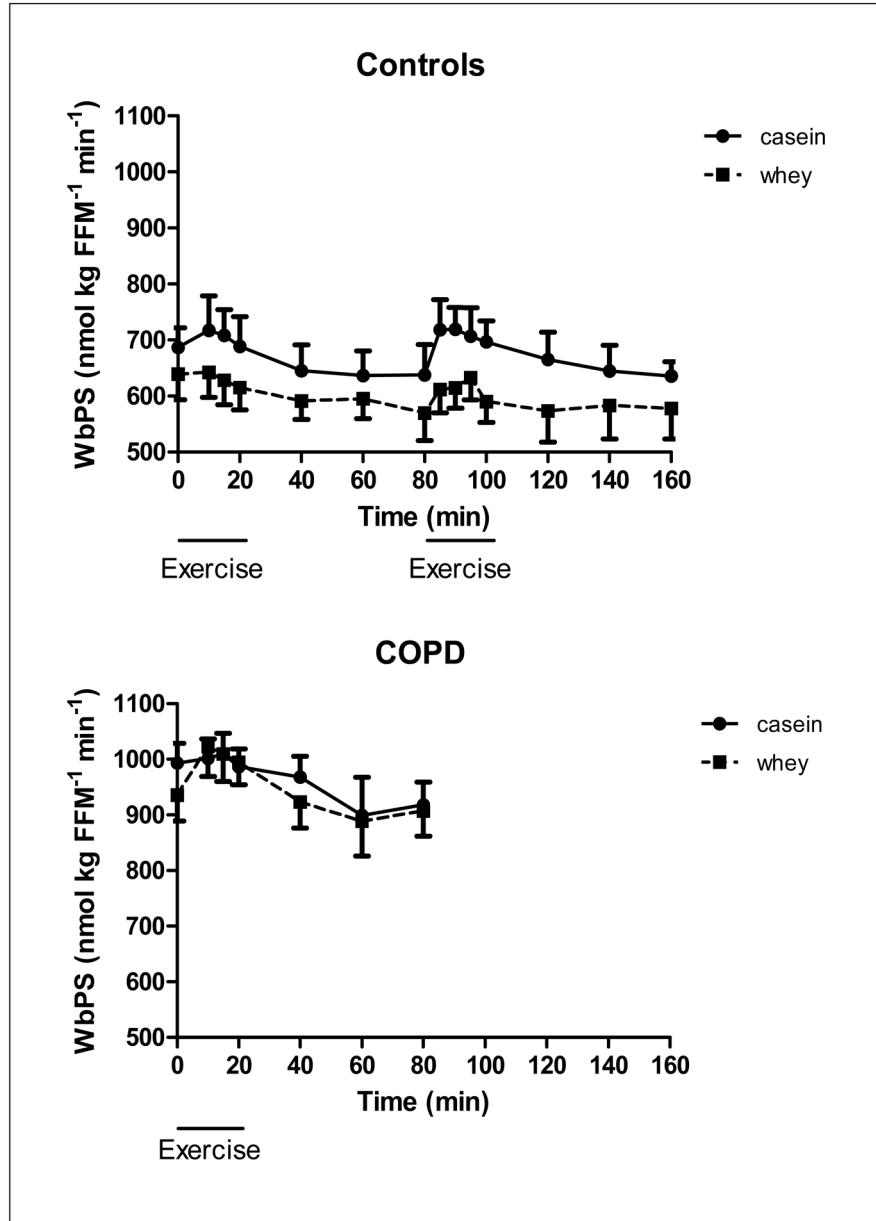 Controls
WbPS (nmol kg FFM⁻¹ min⁻¹)
1100
1000
900
800
700
600
500
0 20 40 60 80 100 120 140 160
Time (min)
casein
whey
Exercise Exercise
COPD
WbPS (nmol kg FFM⁻¹ min⁻¹)
1100
1000
900
800
700
600
500
0 20 40 60 80 100 120 140 160
Time (min)
casein
whey
Exercise